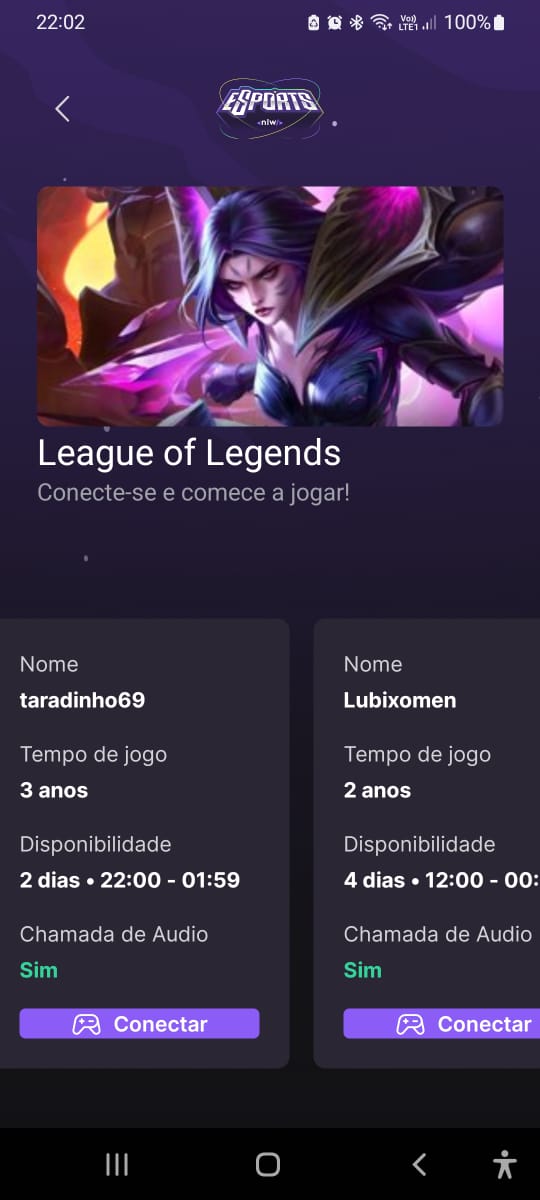 22:02
Vo))
LTE1
100%
eSPORTS
<nlw/>
League of Legends
Conecte-se e comece a jogar!
Nome
taradinho69
Tempo de jogo
3 anos
Disponibilidade
2 dias • 22:00 - 01:59
Chamada de Audio
Sim
Conectar
Nome
Lubixomen
Tempo de jogo
2 anos
Disponibilidade
4 dias • 12:00 - 00:
Chamada de Audio
Sim
Conectar